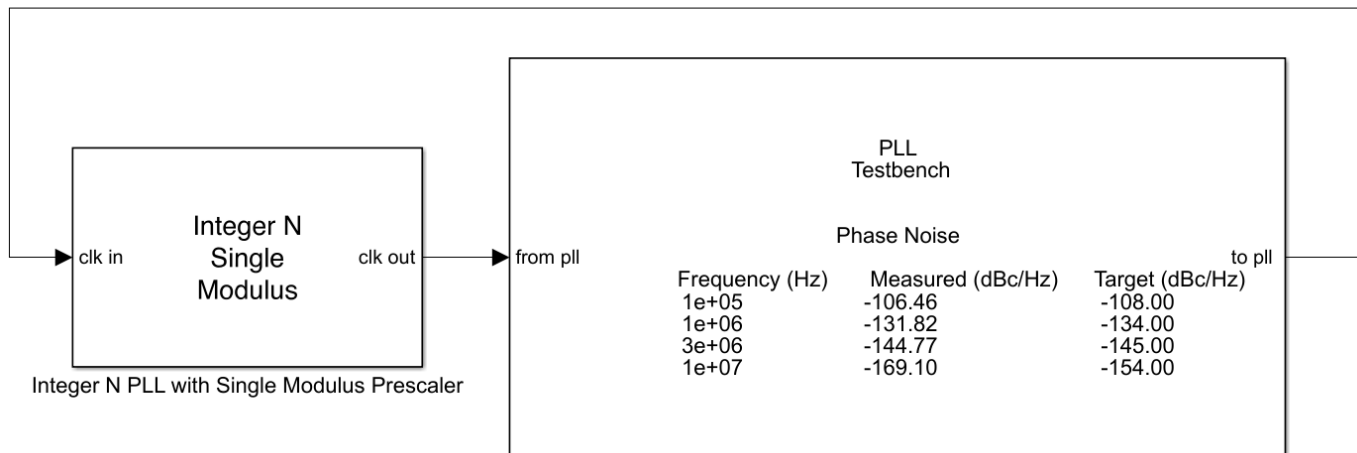 Integer N
Single
Modulus
clk in
clk out
Integer N PLL with Single Modulus Prescaler
PLL
Testbench
from pll
to pll
Phase Noise
Frequency (Hz) Measured (dBc/Hz) Target (dBc/Hz)
1e+05 -106.46 -108.00
1e+06 -131.82 -134.00
3e+06 -144.77 -145.00
1e+07 -169.10 -154.00